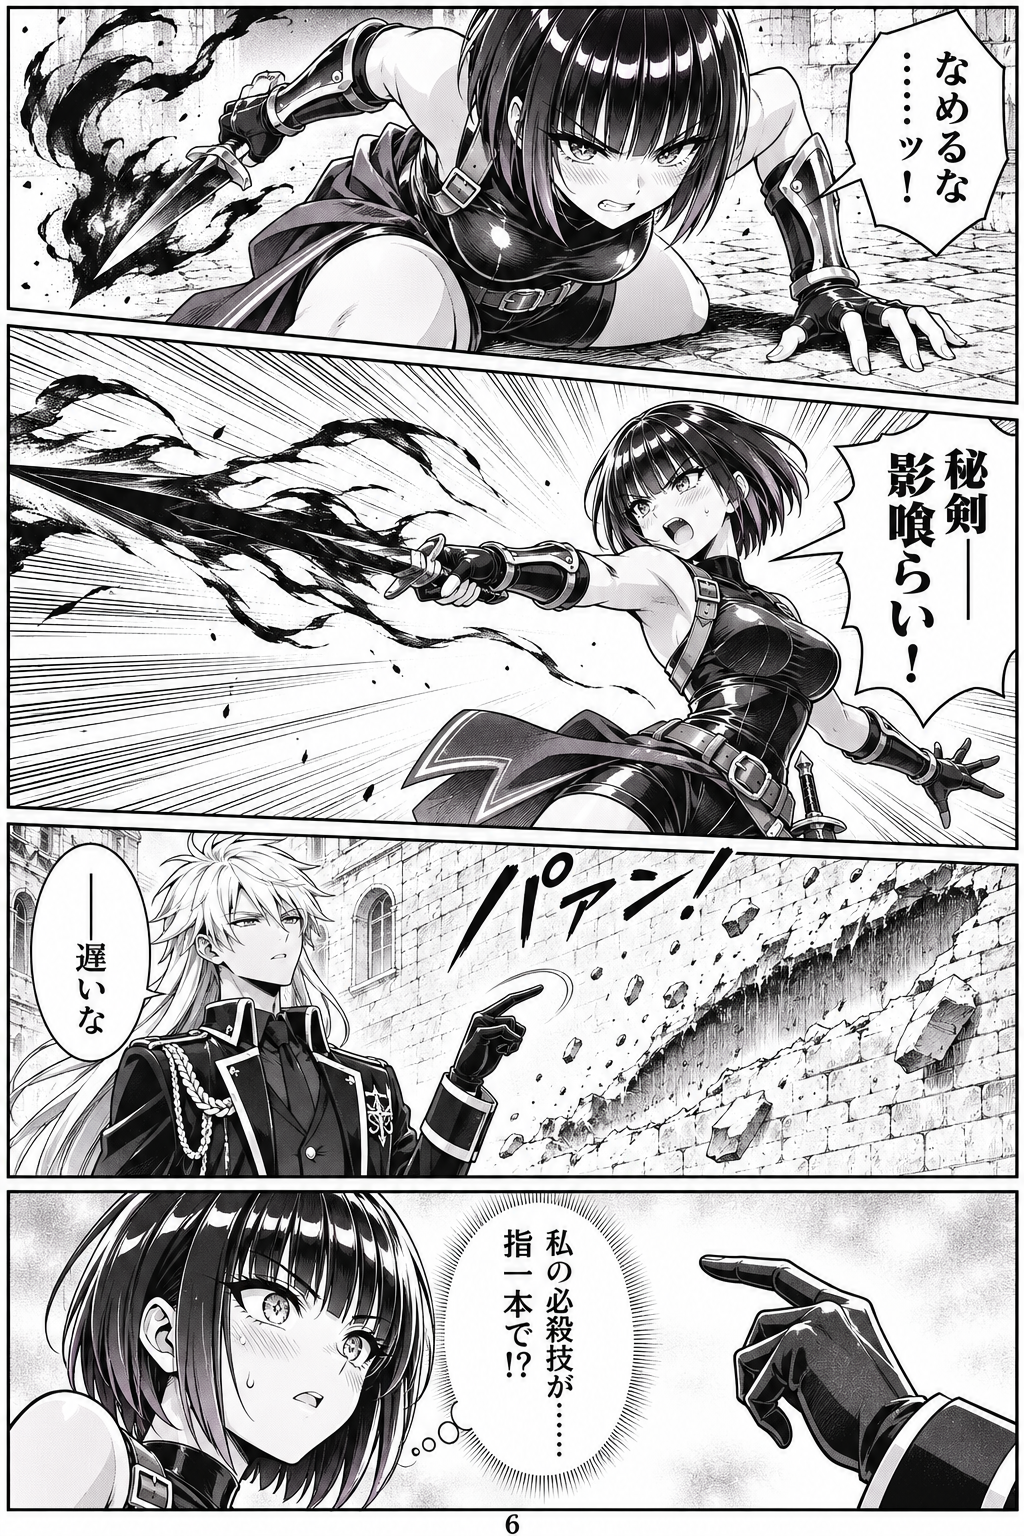 なめるな
……ッ！
秘剣――
影喰らい！
パァン！
――遅いな
私の必殺技が……
指一本で!?
6